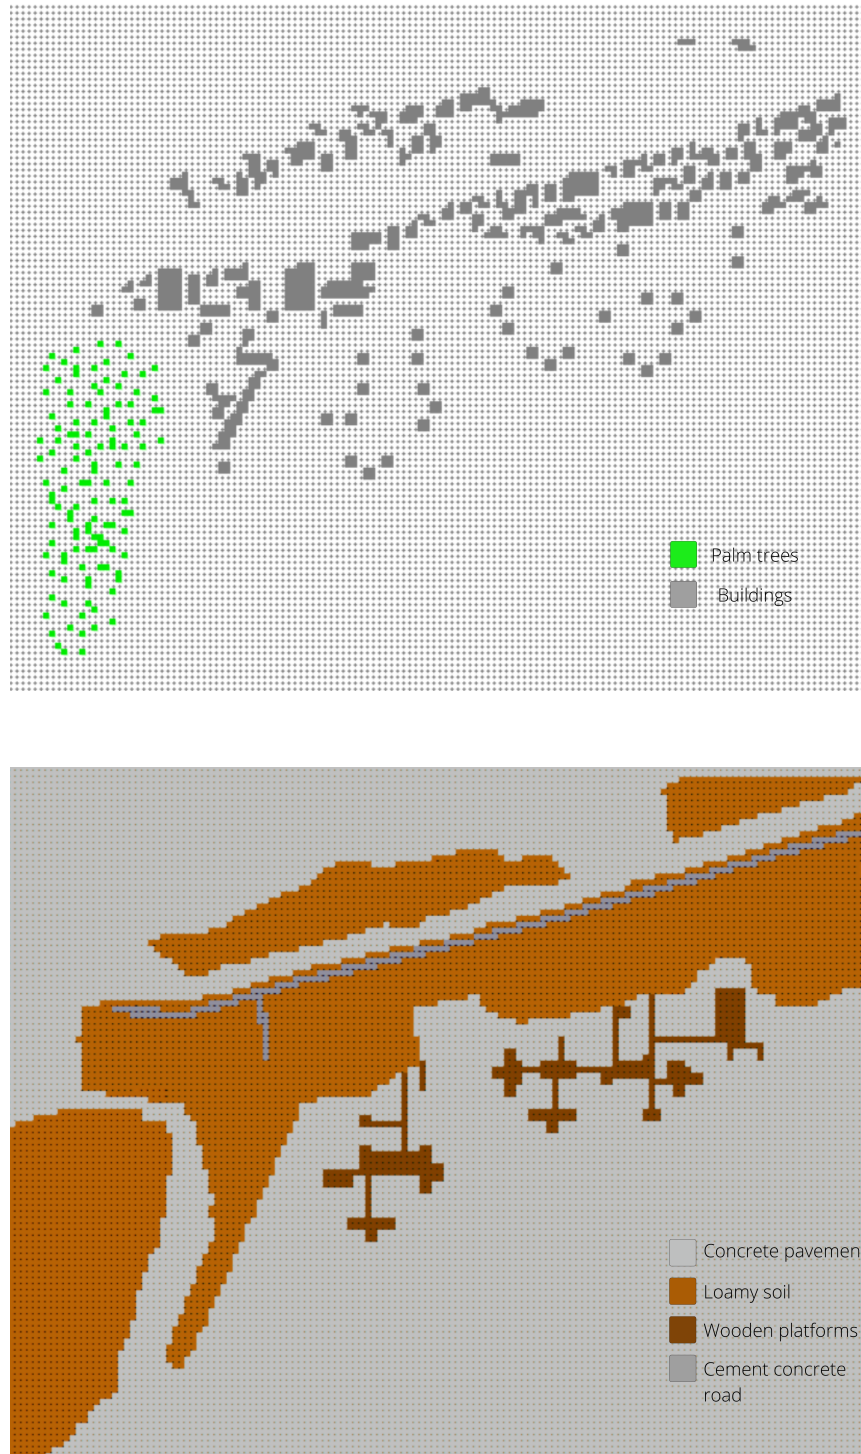 Palm trees
Buildings
Concrete pavemen
Loamy soil
Wooden platforms
Cement concrete
road